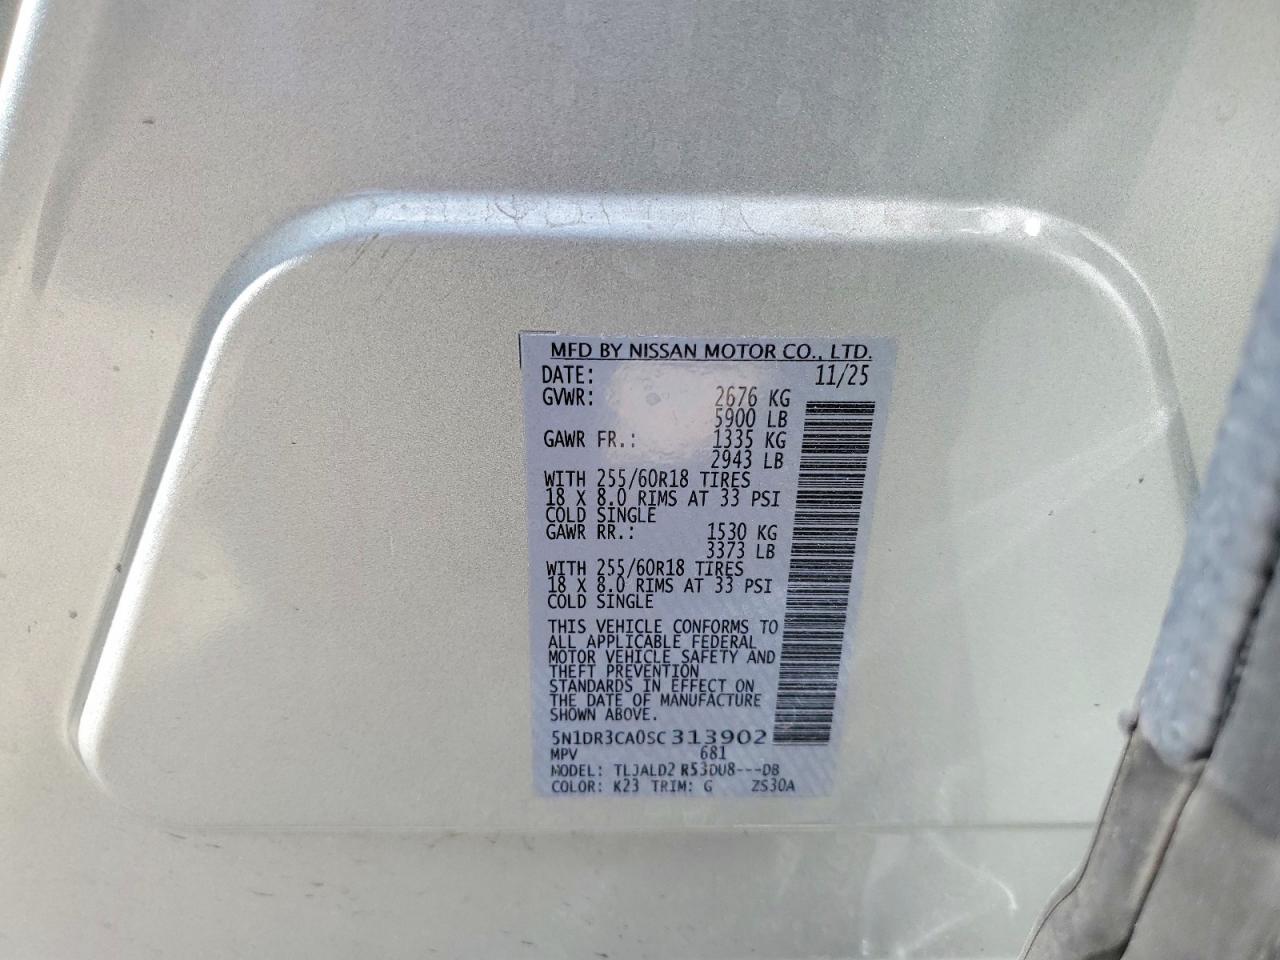 MFD BY NISSAN MOTOR CO., LTD.
DATE: 11/25
GVWR: 2676 KG
5900 LB
GAWR FR.: 1335 KG
2943 LB
WITH 255/60R18 TIRES
18 X 8.0 RIMS AT 33 PSI
COLD SINGLE
GAWR RR.: 1530 KG
3373 LB
WITH 255/60R18 TIRES
18 X 8.0 RIMS AT 33 PSI
COLD SINGLE
THIS VEHICLE CONFORMS TO
ALL APPLICABLE FEDERAL
MOTOR VEHICLE SAFETY AND
THEFT PREVENTION
STANDARDS IN EFFECT ON
THE DATE OF MANUFACTURE
SHOWN ABOVE.
5N1DR3CA0SC313902
MPV 681
MODEL: TLJALD2 R53DU8---DB
COLOR: K23 TRIM: G ZS30A